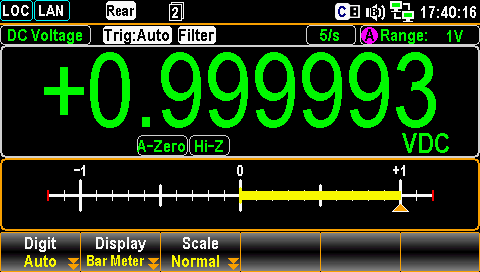 LOC LAN Rear 2 C 17:40:16
DC Voltage Trig:Auto Filter 5/s A Range: 1V
+0.999993
A-Zero Hi-Z VDC
-1 0 +1
Digit Display Scale
Auto Bar Meter Normal